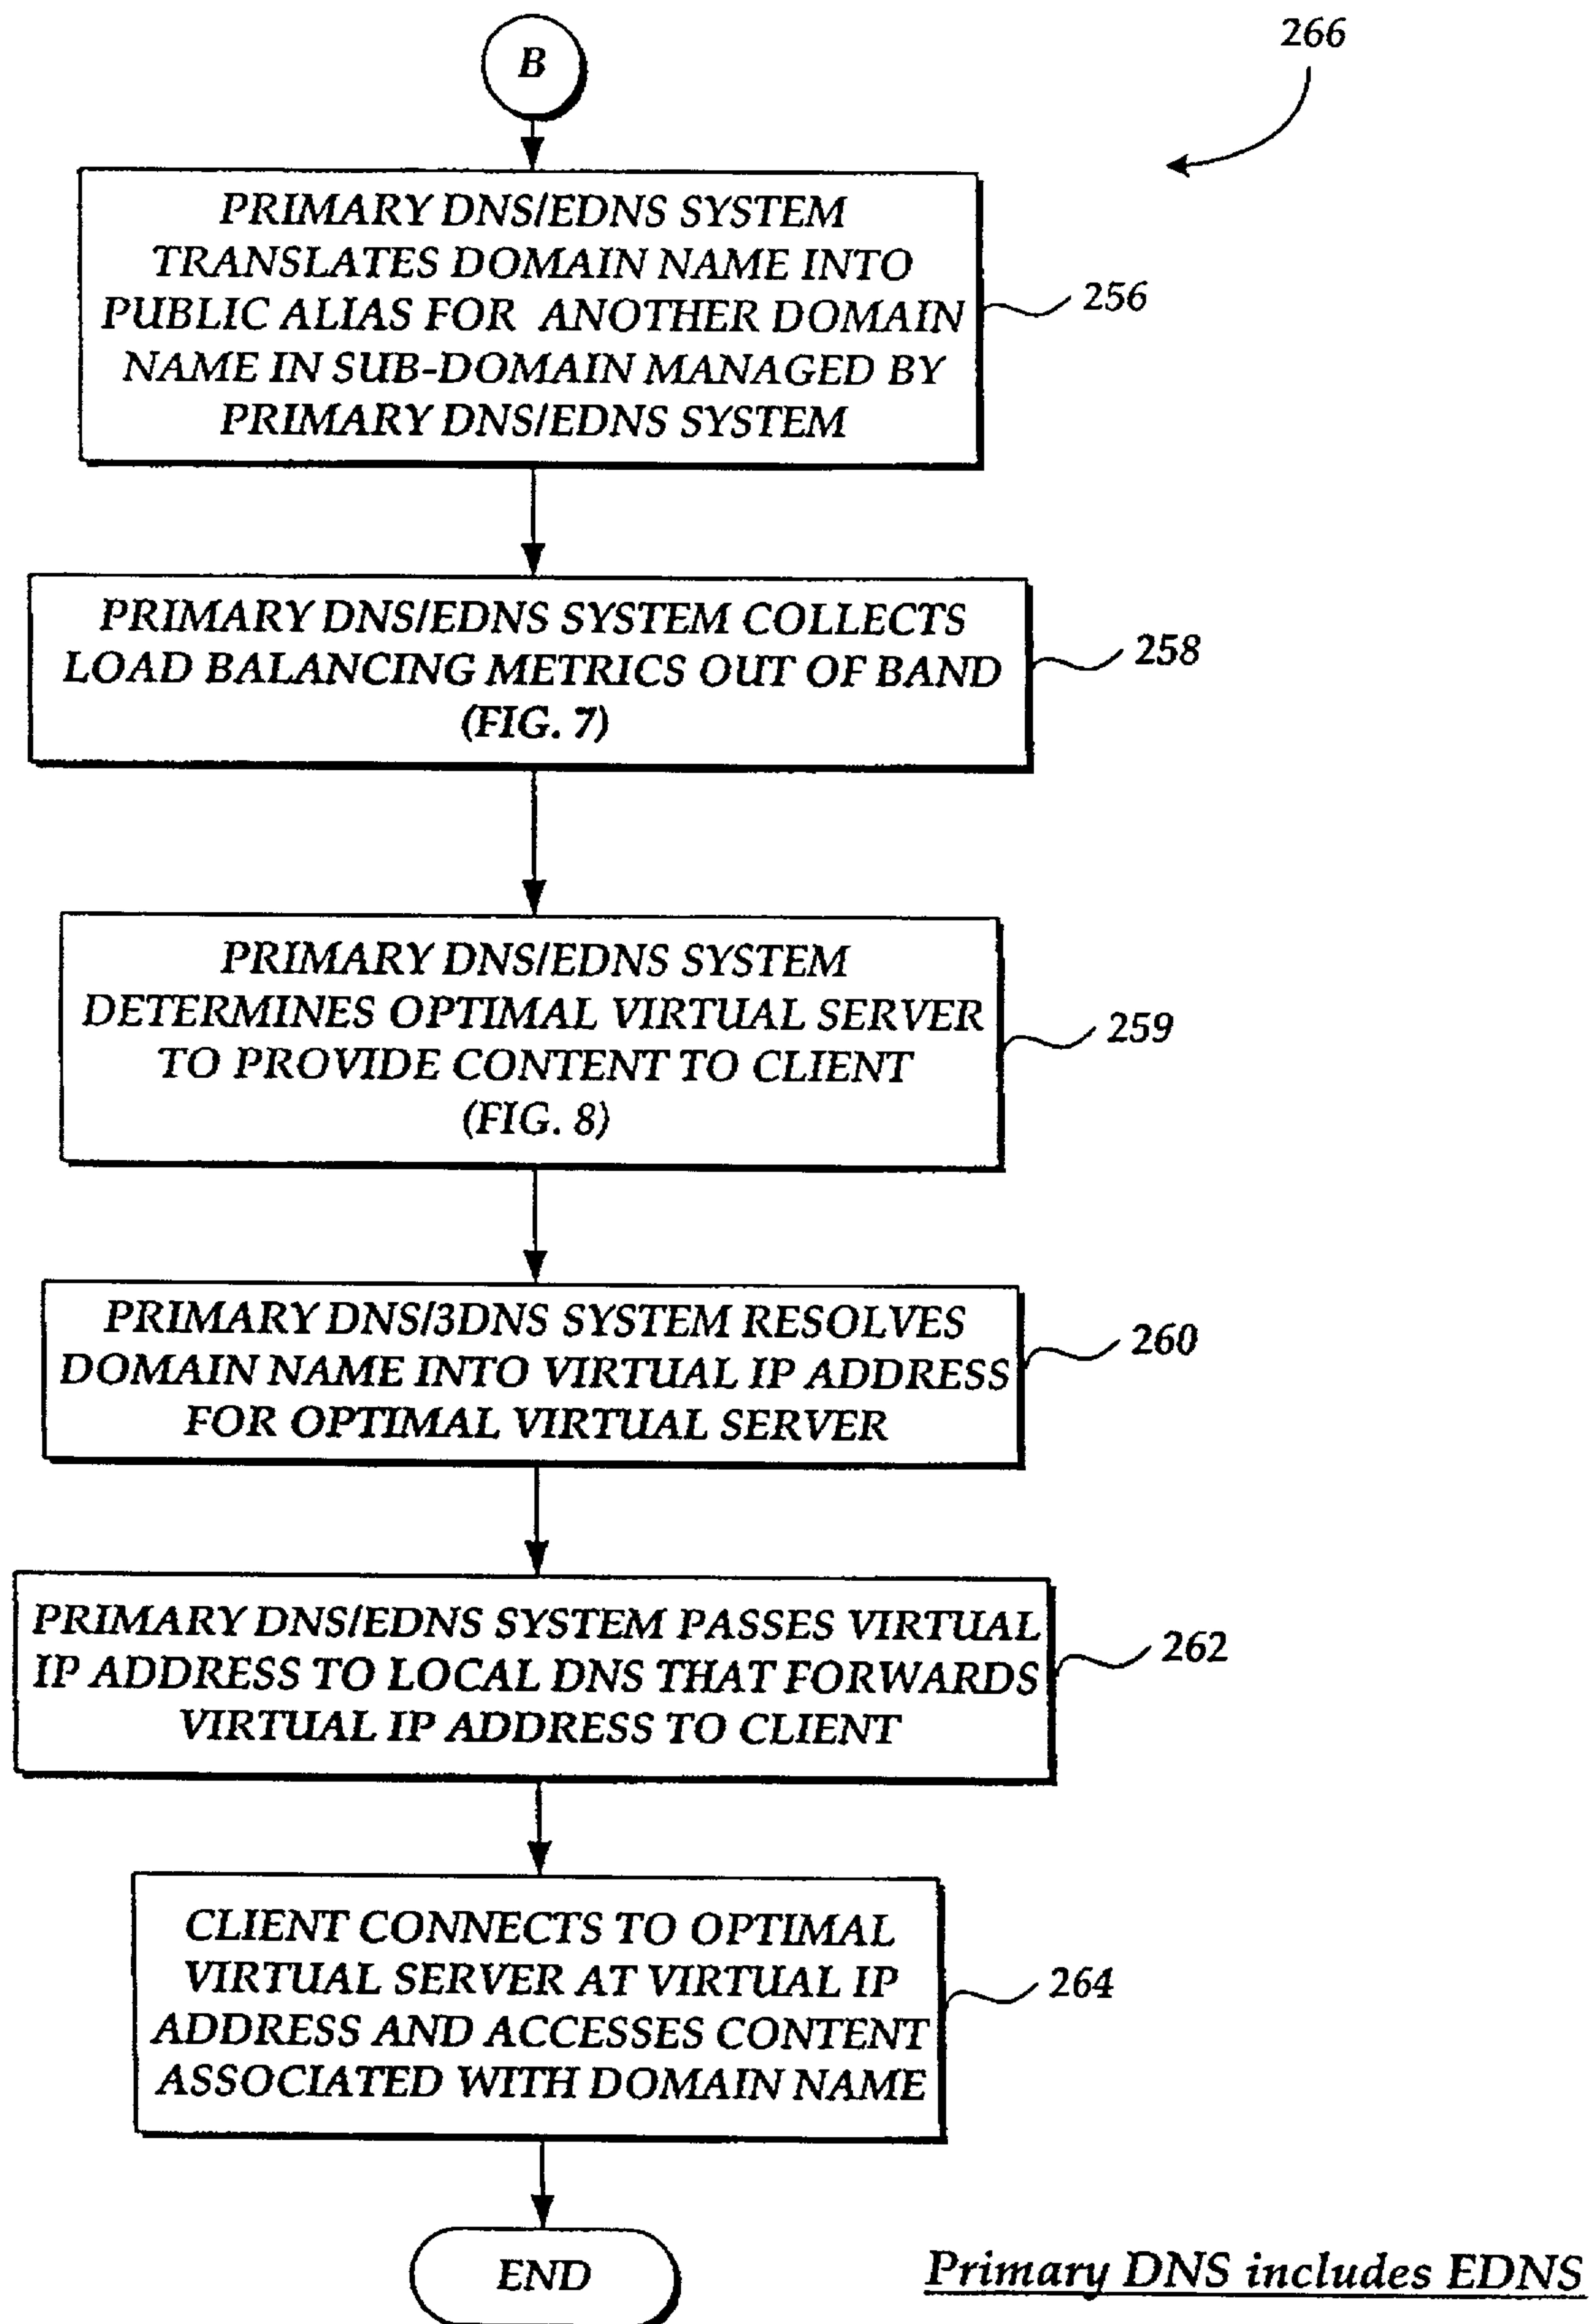 B
266
PRIMARY DNS/EDNS SYSTEM
TRANSLATES DOMAIN NAME INTO
PUBLIC ALIAS FOR ANOTHER DOMAIN
NAME IN SUB-DOMAIN MANAGED BY
PRIMARY DNS/EDNS SYSTEM
256
PRIMARY DNS/EDNS SYSTEM COLLECTS
LOAD BALANCING METRICS OUT OF BAND
(FIG. 7)
258
PRIMARY DNS/EDNS SYSTEM
DETERMINES OPTIMAL VIRTUAL SERVER
TO PROVIDE CONTENT TO CLIENT
(FIG. 8)
259
PRIMARY DNS/3DNS SYSTEM RESOLVES
DOMAIN NAME INTO VIRTUAL IP ADDRESS
FOR OPTIMAL VIRTUAL SERVER
260
PRIMARY DNS/EDNS SYSTEM PASSES VIRTUAL
IP ADDRESS TO LOCAL DNS THAT FORWARDS
VIRTUAL IP ADDRESS TO CLIENT
262
CLIENT CONNECTS TO OPTIMAL
VIRTUAL SERVER AT VIRTUAL IP
ADDRESS AND ACCESSES CONTENT
ASSOCIATED WITH DOMAIN NAME
264
END
Primary DNS includes EDNS